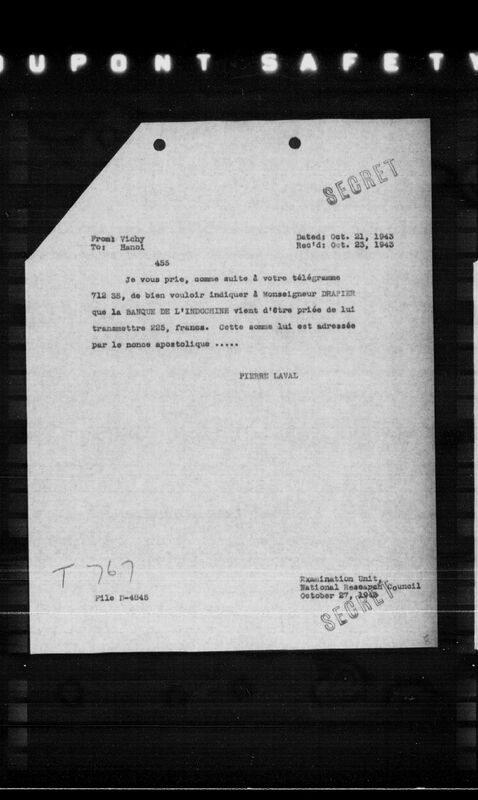 DUPONT SAFETY
SECRET
From: Vichy
To: Hanoi
Dated: Oct. 21, 1943
Rec'd: Oct. 23, 1943
455
Je vous prie, comme suite à votre télégramme
712 SS, de bien vouloir indiquer à Monseigneur DRAPIER
que la BANQUE DE L'INDOCHINE vient d'être priée de lui
transmettre 225, francs. Cette somme lui est adressée
par le nonce apostolique .....
PIERRE LAVAL
T 767
File D-4545
Examination Unit,
National Research Council
October 27, 1943
SECRET